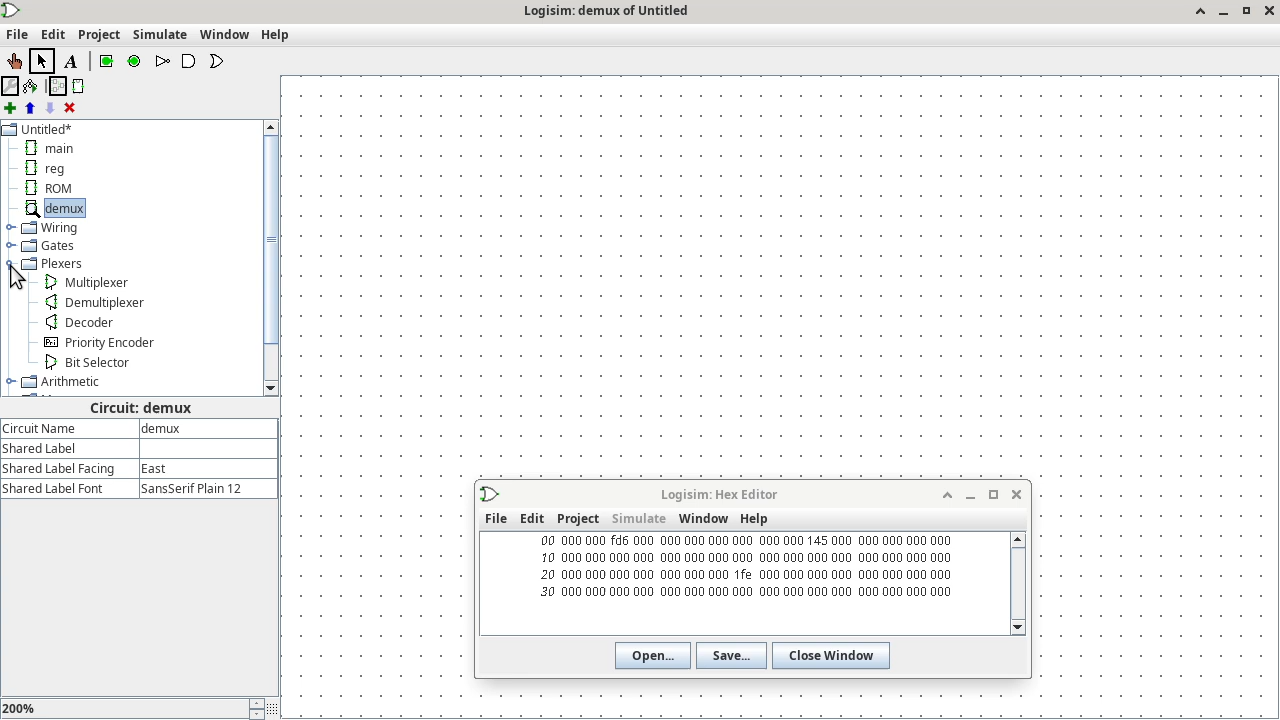 Logisim: demux of Untitled
File Edit Project Simulate Window Help
A
Untitled*
main
reg
ROM
demux
Wiring
Gates
Plexers
Multiplexer
Demultiplexer
Decoder
Priority Encoder
Bit Selector
Arithmetic
Circuit: demux
Circuit Name demux
Shared Label
Shared Label Facing East
Shared Label Font SansSerif Plain 12
200%
Logisim: Hex Editor
File Edit Project Simulate Window Help
00 000 000 fd6 000 000 000 000 000 000 000 145 000 000 000 000 000
10 000 000 000 000 000 000 000 000 000 000 000 000 000 000 000 000
20 000 000 000 000 000 000 000 1fe 000 000 000 000 000 000 000 000
30 000 000 000 000 000 000 000 000 000 000 000 000 000 000 000 000
Open... Save... Close Window